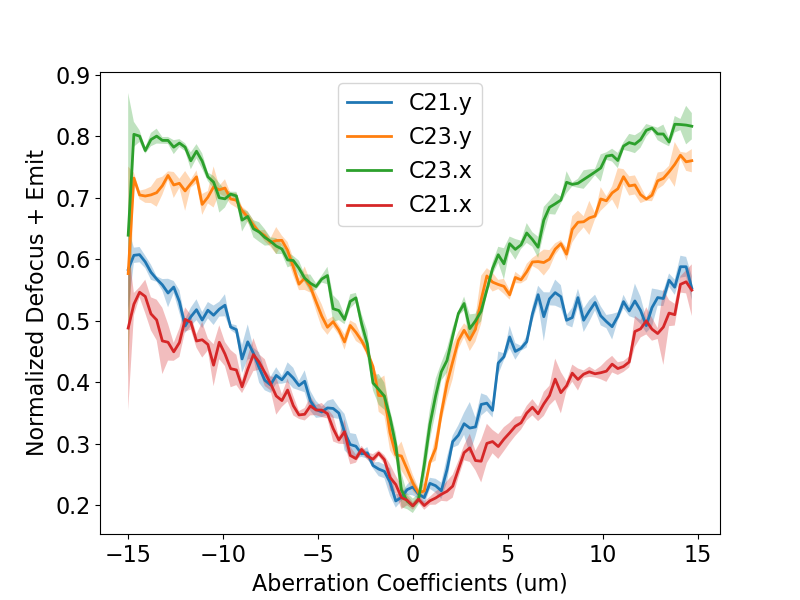 0.9
0.8
0.7
0.6
0.5
0.4
0.3
0.2
Normalized Defocus + Emit
C21.y
C23.y
C23.x
C21.x
−15 −10 −5 0 5 10 15
Aberration Coefficients (um)